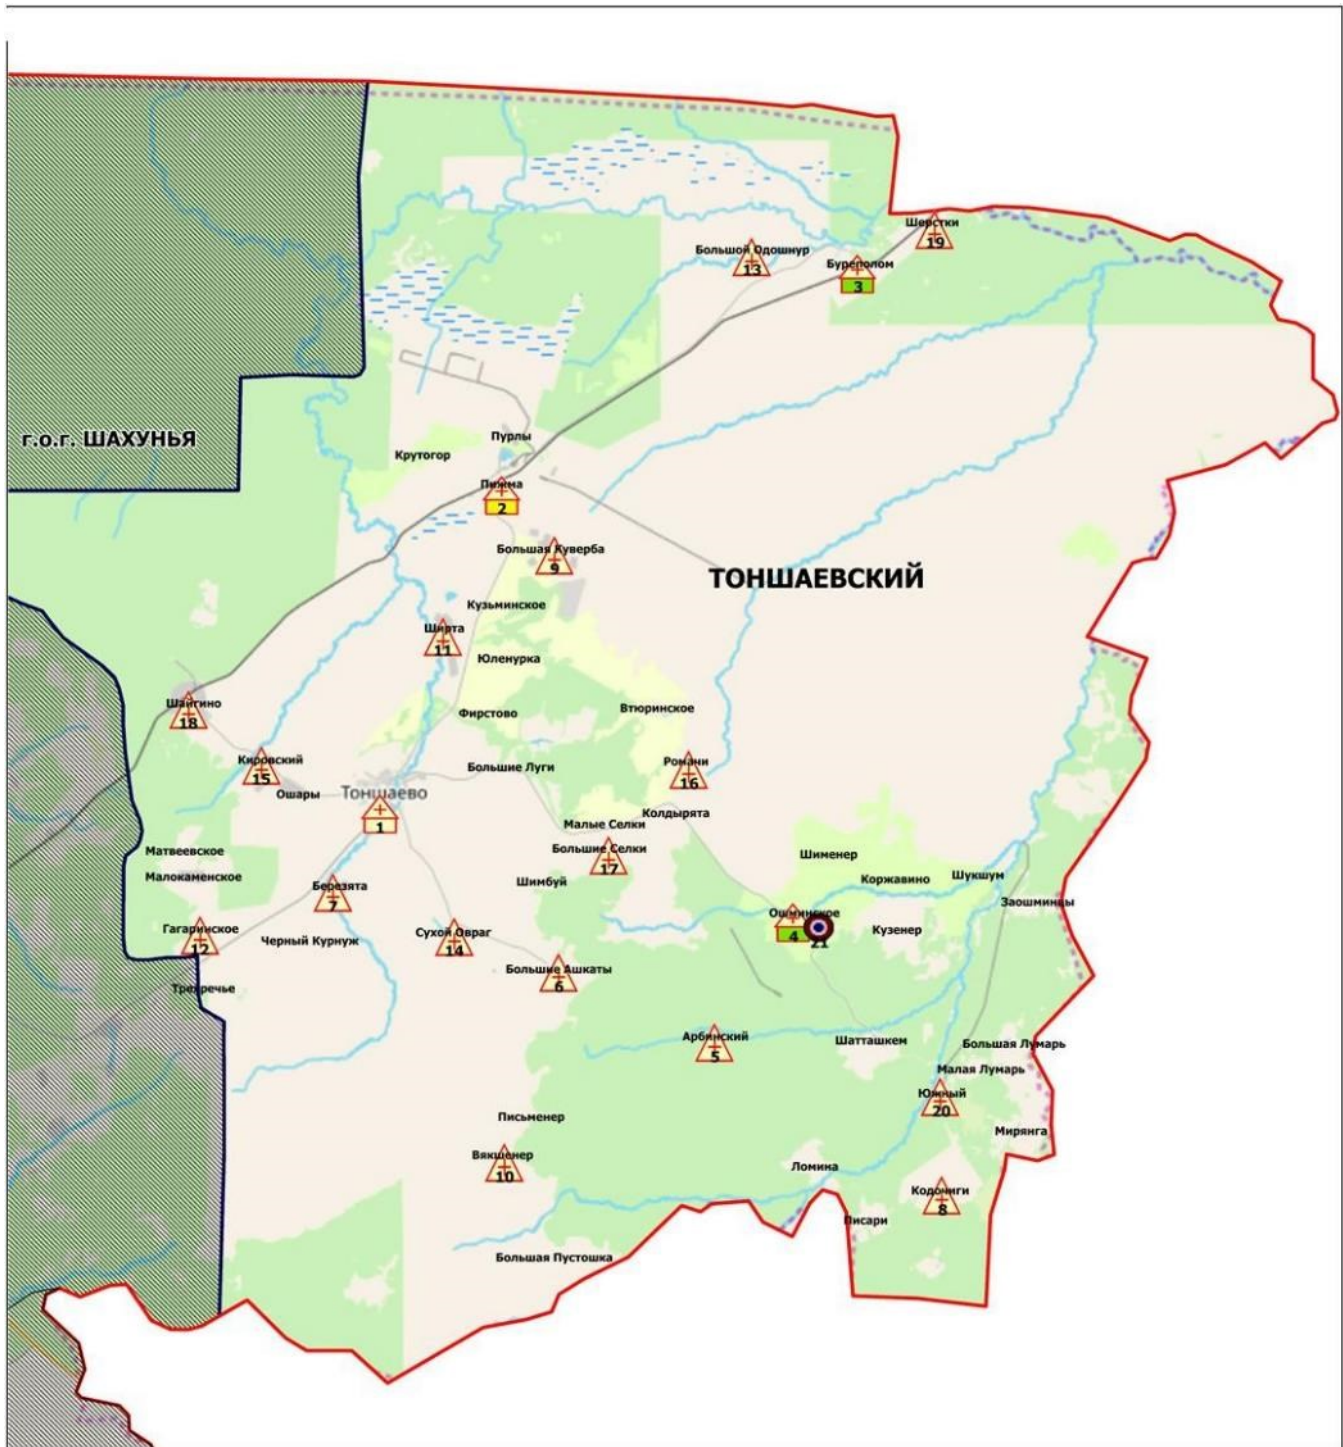 Шерстки
19
Большой Одошнур
13
Буреполом
3
г.о.г. ШАХУНЬЯ
Пурлы
Крутогор
Пижма
2
Большая Куверба
9
ТОНШАЕВСКИЙ
Кузьминское
Ширта
11
Юленурка
Шайгино
18
Фирстово
Втюринское
Кировский
15
Ошары
Большие Луги
Романи
16
Тоншаево
1
Колдырята
Малые Селки
Большие Селки
17
Матвеевское
Малокаменское
Шименер
Коржавино
Шукшум
Березята
7
Шимбуй
Заошминцы
Ошминское
4
21
Кузенер
Гагаринское
12
Черный Курнуж
Сухой Овраг
14
Большие Ашкаты
6
Трехречье
Арбинский
5
Шатташкем
Большая Лумарь
Малая Лумарь
Южный
20
Письменер
Мирянга
Вякшенер
10
Ломина
Кодочиги
8
Писари
Большая Пустошка